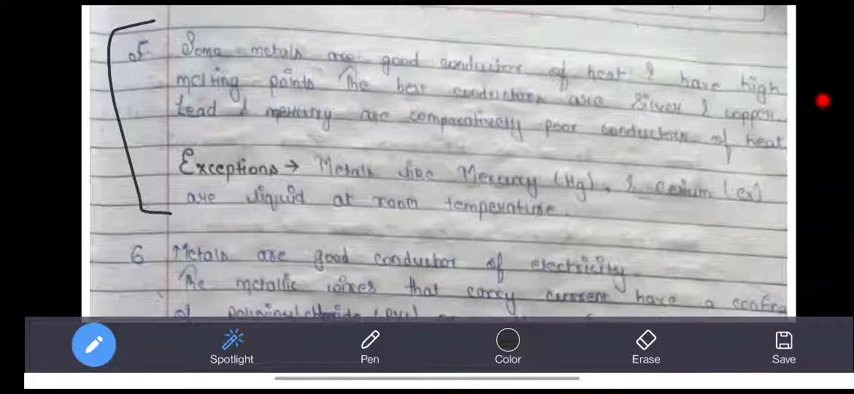 5 Some metals are good conductor of heat & have high
melting points The best conductors are silver & copper.
Lead & mercury are comparatively poor conductors of heat
Exceptions → Metals like Mercury (Hg), & cesium (Cs)
are liquid at room temperature.
6 Metals are good conductor of electricity.
The metallic wires that carry current have a
of
Spotlight
Pen
Color
Erase
Save